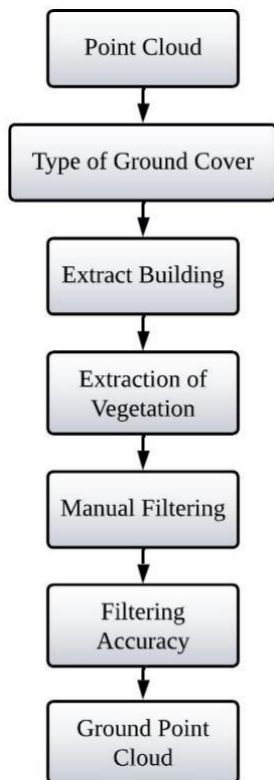 Point Cloud
Type of Ground Cover
Extract Building
Extraction of
Vegetation
Manual Filtering
Filtering
Accuracy
Ground Point
Cloud